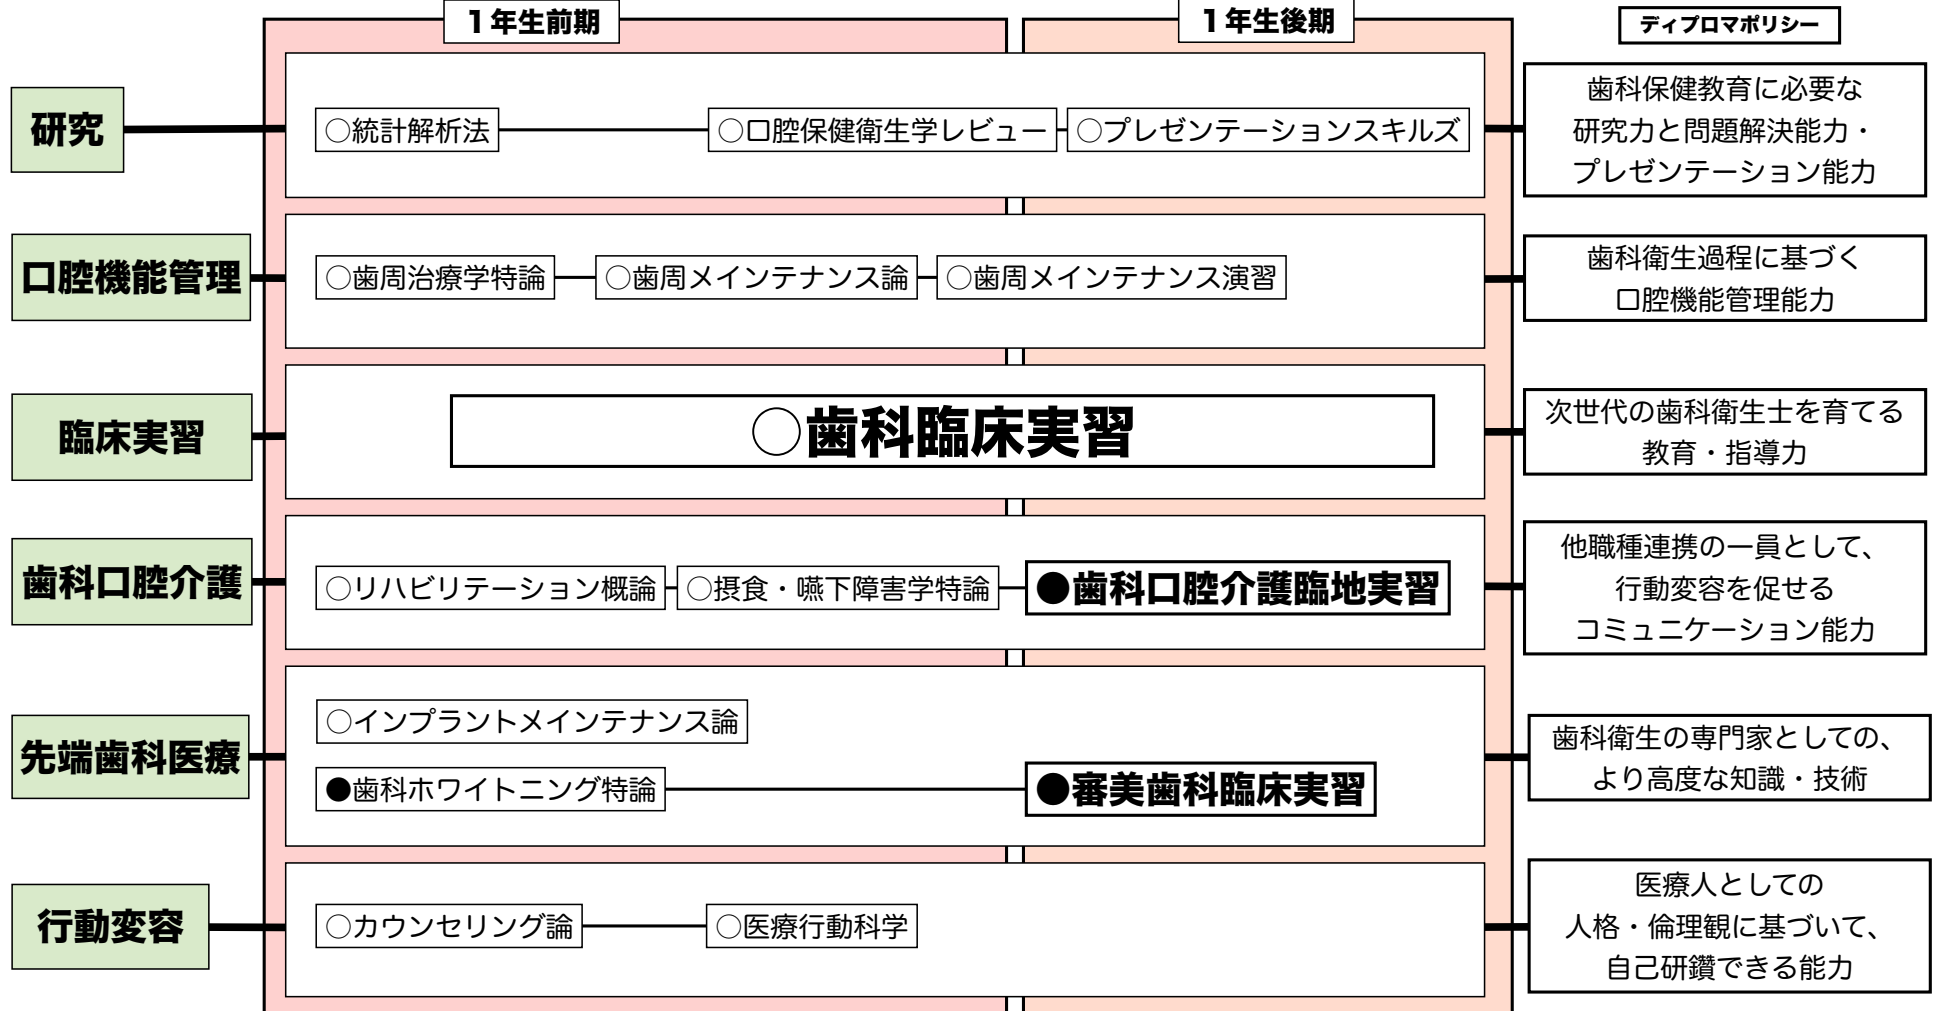 1年生前期
1年生後期
ディプロマポリシー
研究
○統計解析法
○口腔保健衛生学レビュー
○プレゼンテーションスキルズ
歯科保健教育に必要な
研究力と問題解決能力・
プレゼンテーション能力
口腔機能管理
○歯周治療学特論
○歯周メインテナンス論
○歯周メインテナンス演習
歯科衛生過程に基づく
口腔機能管理能力
臨床実習
○歯科臨床実習
次世代の歯科衛生士を育てる
教育・指導力
歯科口腔介護
○リハビリテーション概論
○摂食・嚥下障害学特論
●歯科口腔介護臨地実習
他職種連携の一員として、
行動変容を促せる
コミュニケーション能力
先端歯科医療
○インプラントメインテナンス論
●歯科ホワイトニング特論
●審美歯科臨床実習
歯科衛生の専門家としての、
より高度な知識・技術
行動変容
○カウンセリング論
○医療行動科学
医療人としての
人格・倫理観に基づいて、
自己研鑽できる能力